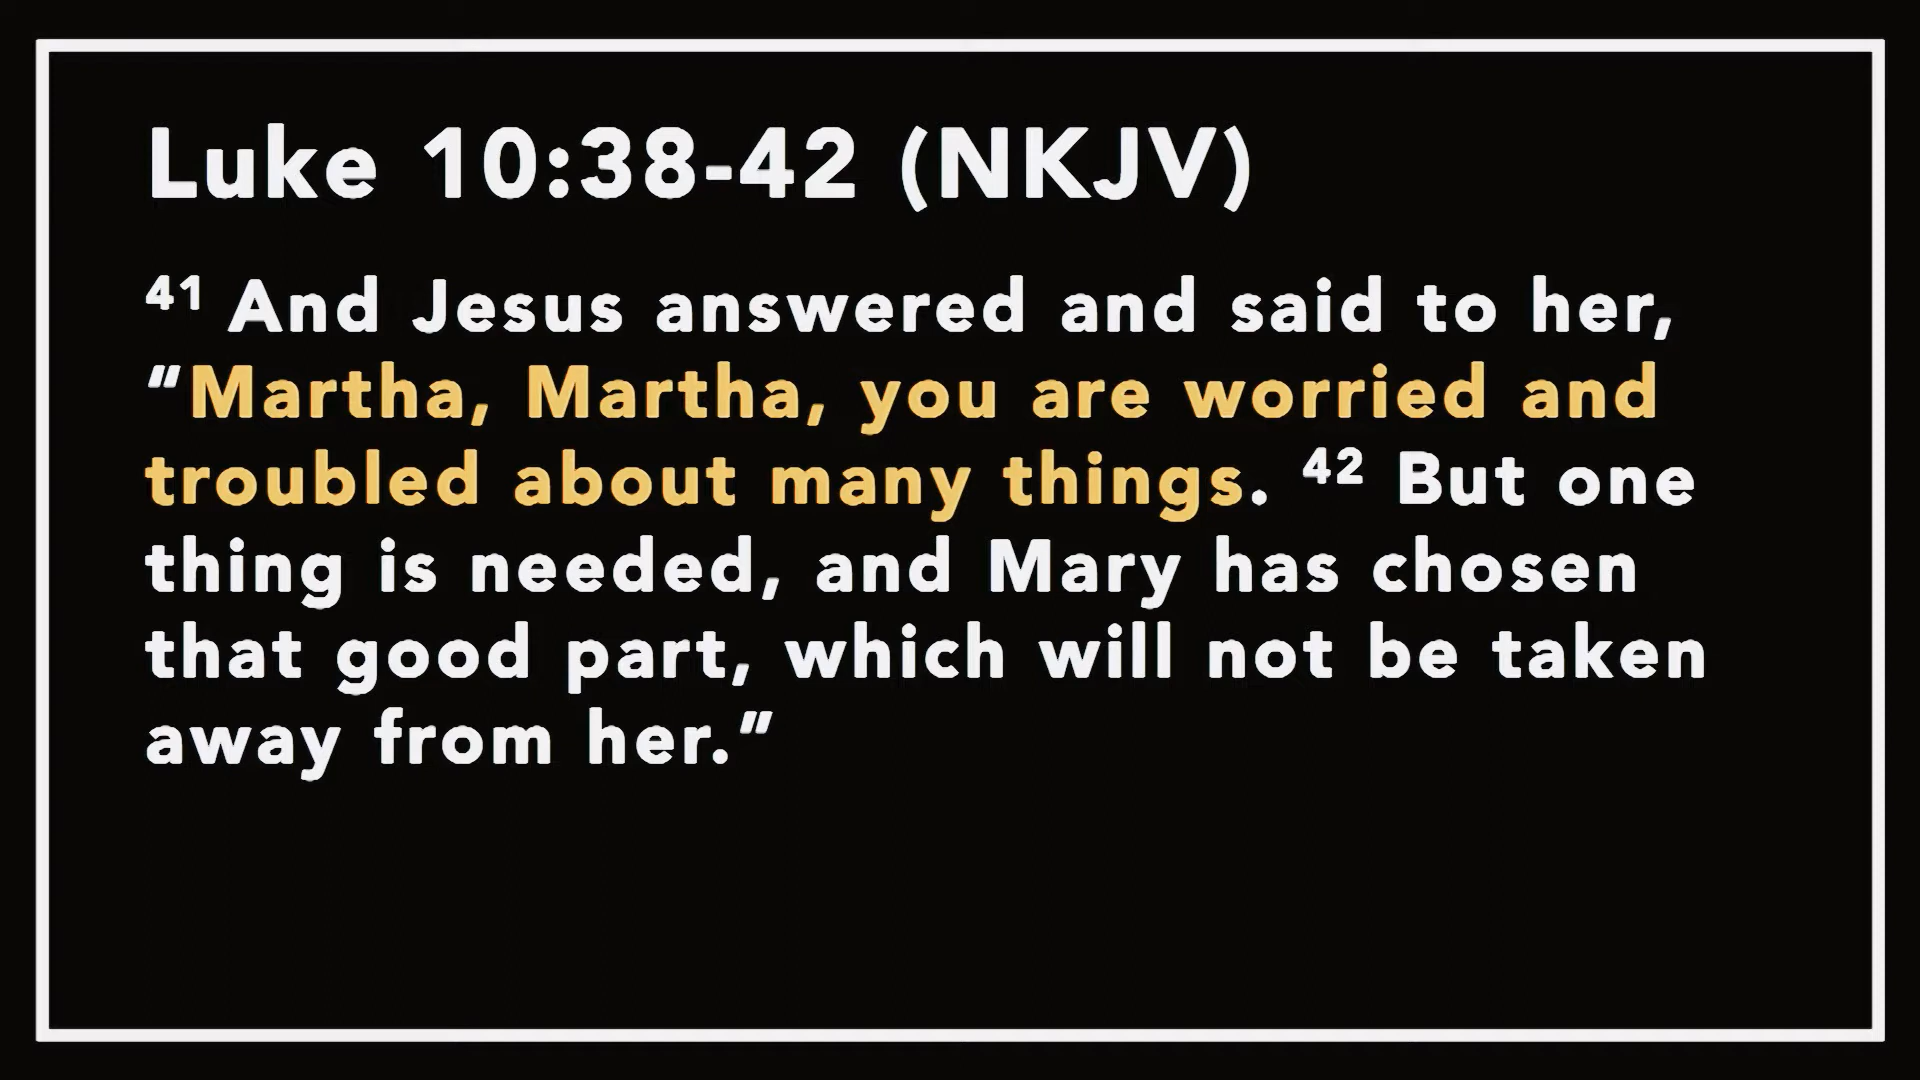 Luke 10:38-42 (NKJV)
⁴¹ And Jesus answered and said to her,
"Martha, Martha, you are worried and
troubled about many things. ⁴² But one
thing is needed, and Mary has chosen
that good part, which will not be taken
away from her."